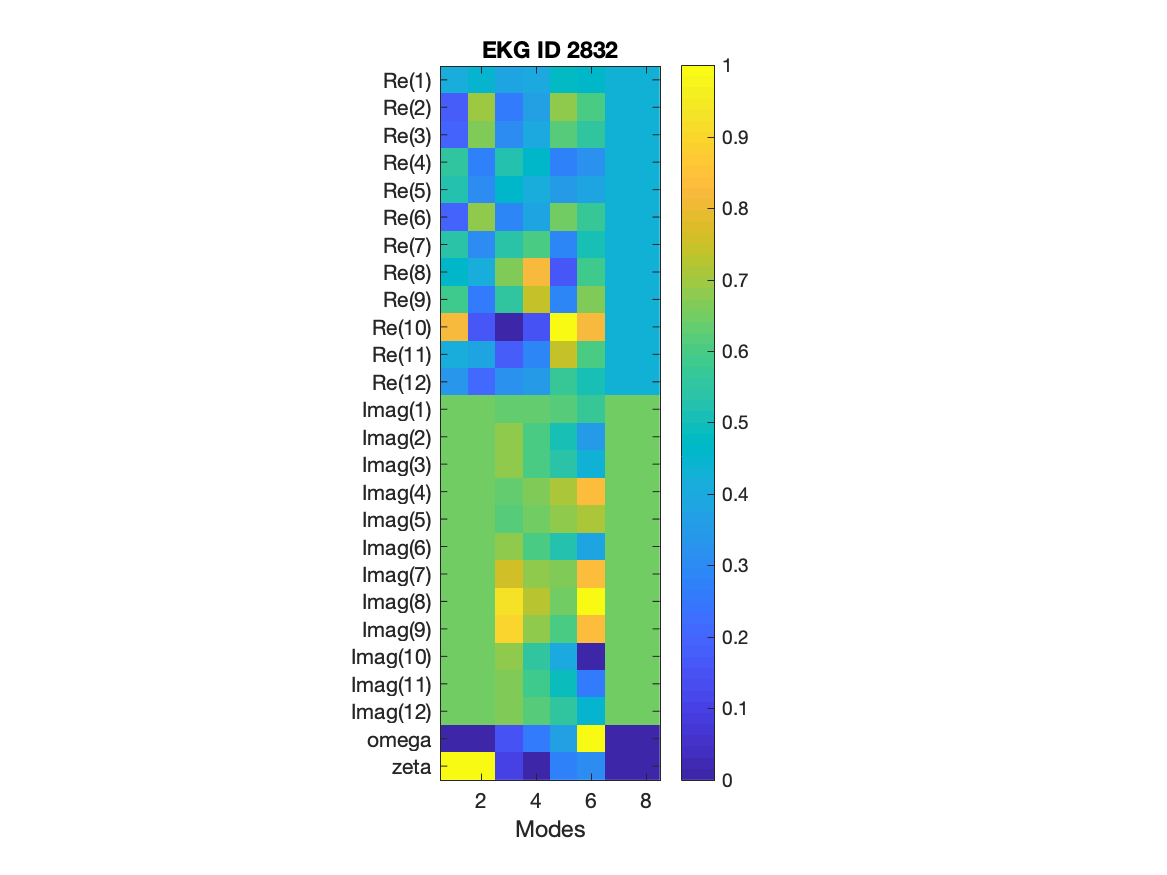 EKG ID 2832
Re(1)
Re(2)
Re(3)
Re(4)
Re(5)
Re(6)
Re(7)
Re(8)
Re(9)
Re(10)
Re(11)
Re(12)
Imag(1)
Imag(2)
Imag(3)
Imag(4)
Imag(5)
Imag(6)
Imag(7)
Imag(8)
Imag(9)
Imag(10)
Imag(11)
Imag(12)
omega
zeta
2 4 6 8
Modes
1
0.9
0.8
0.7
0.6
0.5
0.4
0.3
0.2
0.1
0